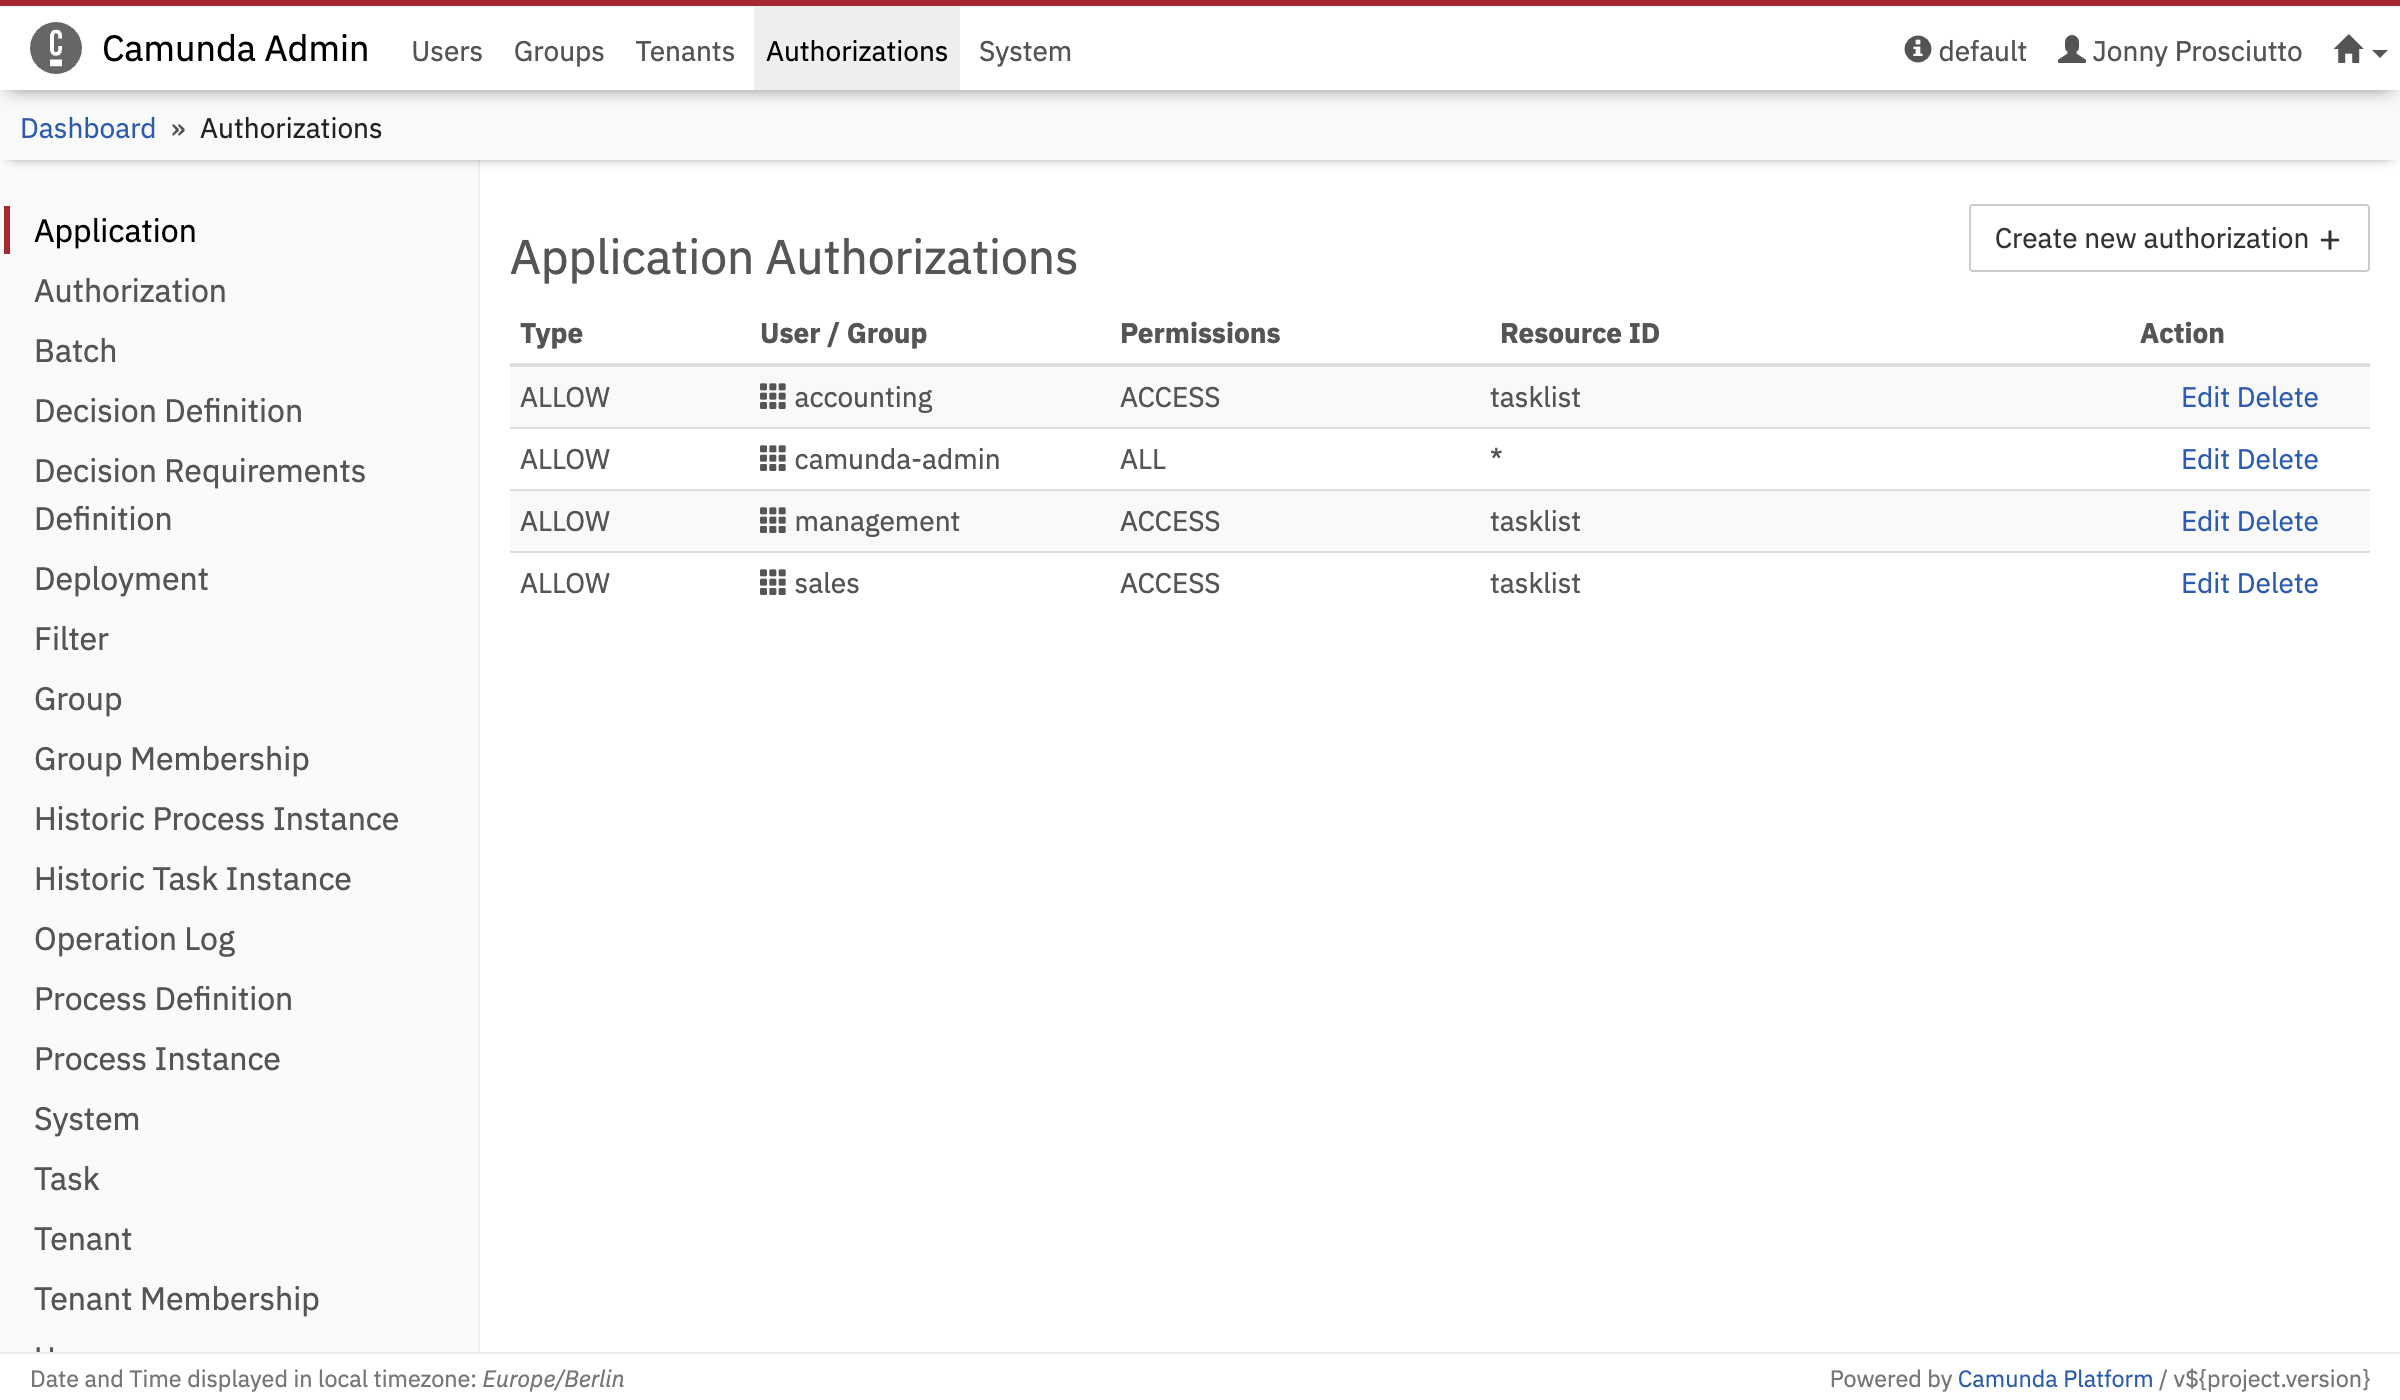 Camunda Admin Users Groups Tenants Authorizations System default Jonny Prosciutto
Dashboard » Authorizations
Application
Authorization
Batch
Decision Definition
Decision Requirements
Definition
Deployment
Filter
Group
Group Membership
Historic Process Instance
Historic Task Instance
Operation Log
Process Definition
Process Instance
System
Task
Tenant
Tenant Membership
Application Authorizations
Create new authorization +
Type User / Group Permissions Resource ID Action
ALLOW accounting ACCESS tasklist Edit Delete
ALLOW camunda-admin ALL * Edit Delete
ALLOW management ACCESS tasklist Edit Delete
ALLOW sales ACCESS tasklist Edit Delete
Date and Time displayed in local timezone: Europe/Berlin
Powered by Camunda Platform / v${project.version}